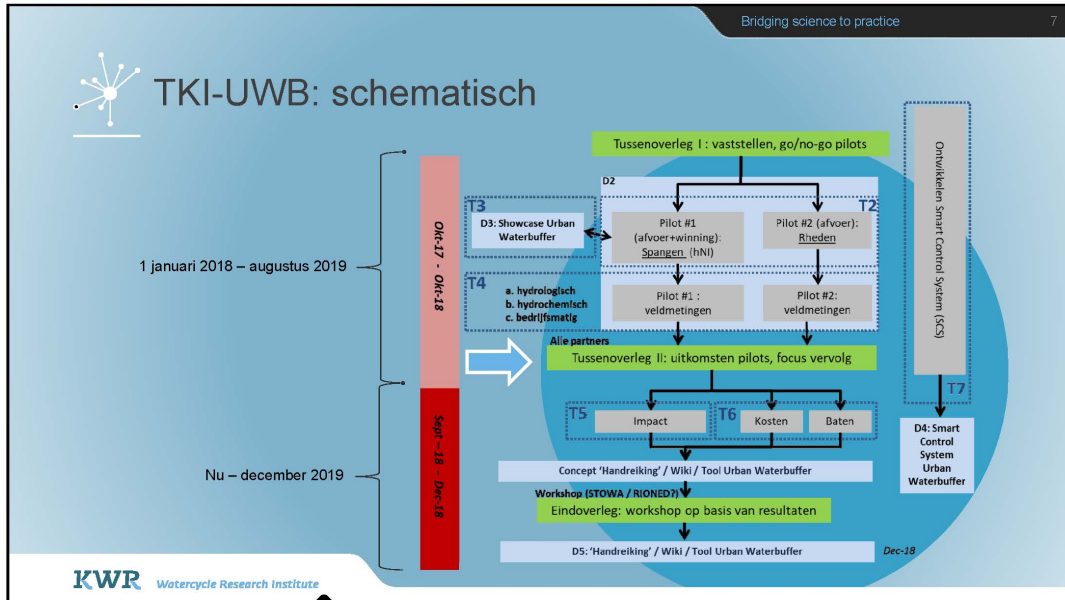 Bridging science to practice
7
TKI-UWB: schematisch
1 januari 2018 – augustus 2019
Nu – december 2019
Okt-17 - Okt-18
Sept – 18 - Dec-18
Tussenoverleg I : vaststellen, go/no-go pilots
D2
T3
D3: Showcase Urban
Waterbuffer
T2
Pilot #1
(afvoer+winning):
Spangen (hNI)
Pilot #2 (afvoer):
Rheden
T4
a. hydrologisch
b. hydrochemisch
c. bedrijfsmatig
Pilot #1 :
veldmetingen
Pilot #2:
veldmetingen
Alle partners
Tussenoverleg II: uitkomsten pilots, focus vervolg
T5
Impact
T6
Kosten
Baten
Concept ‘Handreiking’ / Wiki / Tool Urban Waterbuffer
Workshop (STOWA / RIONED?)
Eindoverleg: workshop op basis van resultaten
D5: ‘Handreiking’ / Wiki / Tool Urban Waterbuffer
Dec-18
Ontwikkelen Smart Control System (SCS)
T7
D4: Smart
Control
System
Urban
Waterbuffer
KWR Watercycle Research Institute